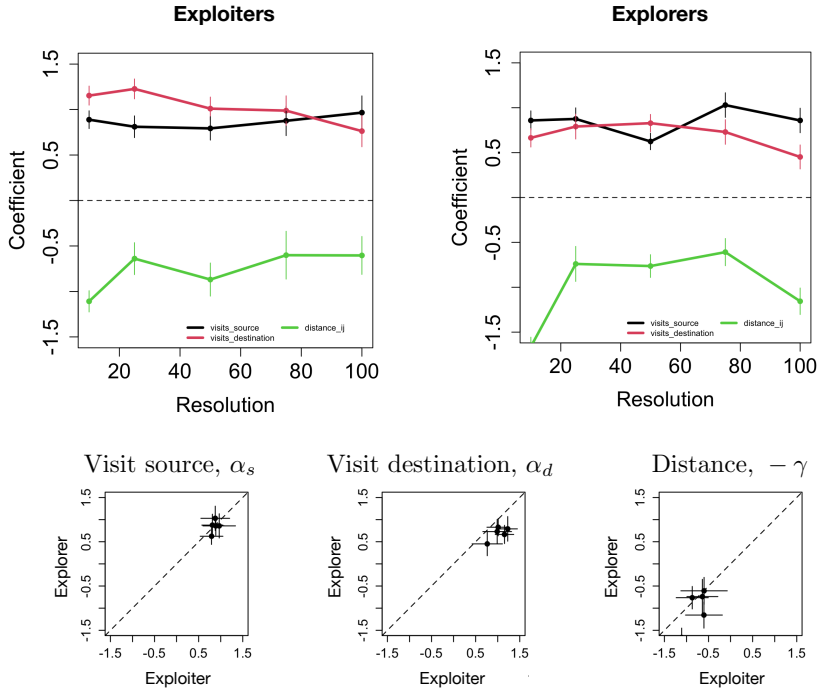 Exploiters
Explorers
1.5
0.5
-0.5
-1.5
Coefficient
visits_source
visits_destination
distance_ij
20 40 60 80 100
Resolution
1.5
0.5
-0.5
-1.5
Coefficient
visits_source
visits_destination
distance_ij
20 40 60 80 100
Resolution
Visit source, αs
Visit destination, αd
Distance, − γ
1.5
0.5
-0.5
-1.5
Explorer
-1.5 -0.5 0.5 1.5
Exploiter
1.5
0.5
-0.5
-1.5
Explorer
-1.5 -0.5 0.5 1.5
Exploiter
1.5
0.5
-0.5
-1.5
Explorer
-1.5 -0.5 0.5 1.5
Exploiter